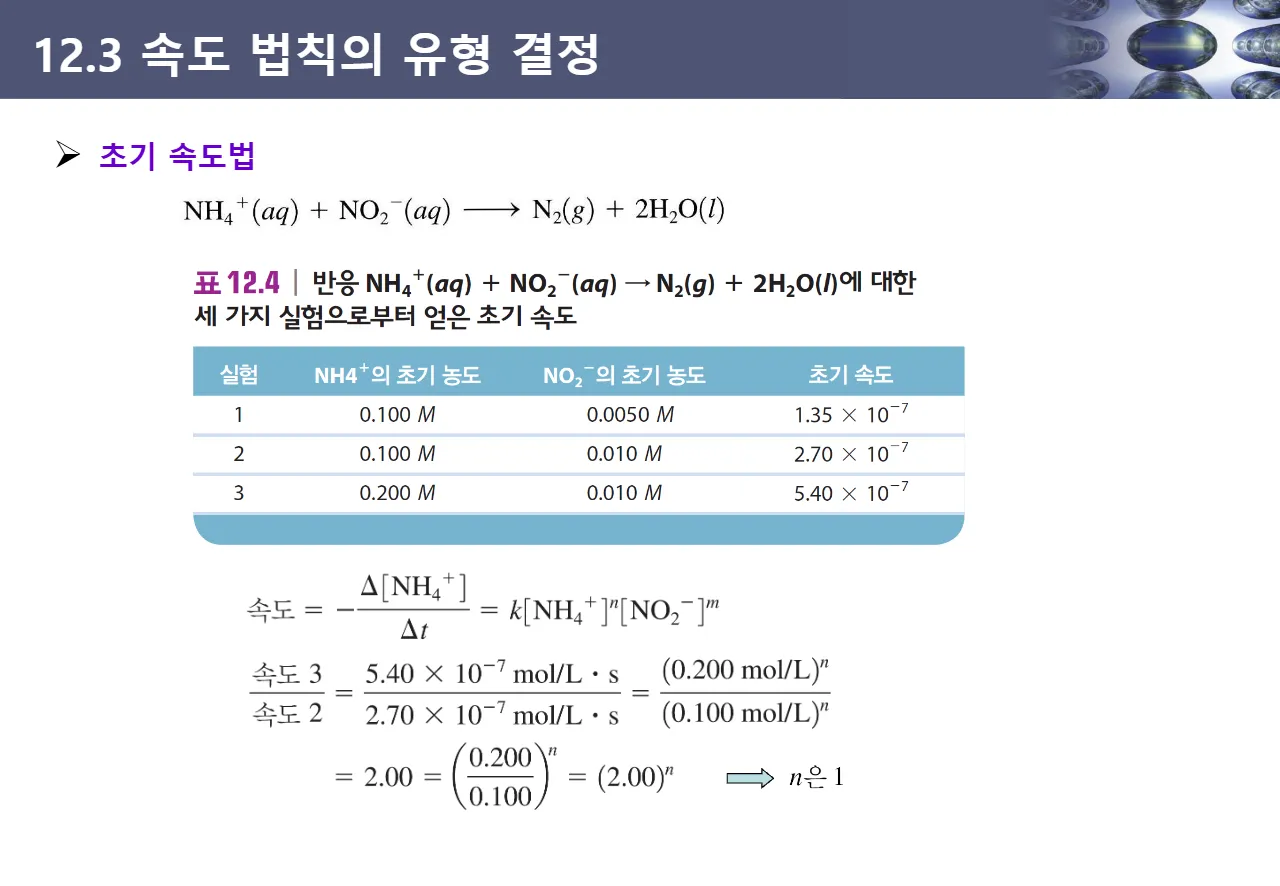 12.3 속도 법칙의 유형 결정
➢ 초기 속도법
NH₄⁺(aq) + NO₂⁻(aq) ⟶ N₂(g) + 2H₂O(l)
표 12.4 | 반응 NH₄⁺(aq) + NO₂⁻(aq) → N₂(g) + 2H₂O(l)에 대한
세 가지 실험으로부터 얻은 초기 속도
실험 NH4⁺의 초기 농도 NO₂⁻의 초기 농도 초기 속도
1 0.100 M 0.0050 M 1.35 × 10⁻⁷
2 0.100 M 0.010 M 2.70 × 10⁻⁷
3 0.200 M 0.010 M 5.40 × 10⁻⁷
속도 = −Δ[NH₄⁺]/Δt = k[NH₄⁺]ⁿ[NO₂⁻]ᵐ
속도 3/속도 2 = 5.40 × 10⁻⁷ mol/L · s / 2.70 × 10⁻⁷ mol/L · s = (0.200 mol/L)ⁿ/(0.100 mol/L)ⁿ
= 2.00 = (0.200/0.100)ⁿ = (2.00)ⁿ ⇒ n은 1